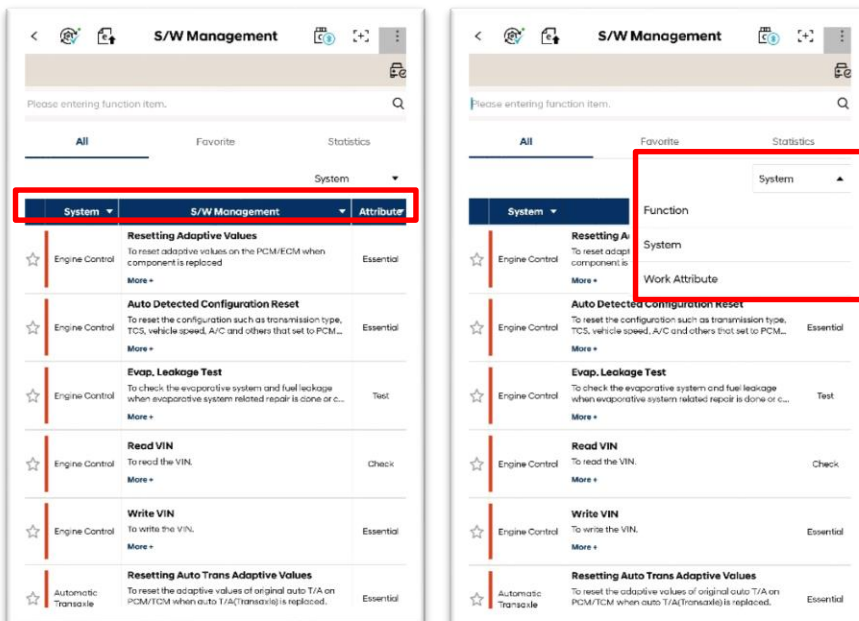 S/W Management
Please entering function item.
All
Favorite
Statistics
System
System
S/W Management
Attribute
Resetting Adaptive Values
Engine Control
To reset adaptive values on the PCM/ECM when
component is replaced
Essential
More +
Auto Detected Configuration Reset
Engine Control
To reset the configuration such as transmission type,
TCS, vehicle speed, A/C and others that set to PCM...
Essential
More +
Evap. Leakage Test
Engine Control
To check the evaporative system and fuel leakage
when evaporative system related repair is done or c...
Test
More +
Read VIN
Engine Control
To read the VIN.
Check
More +
Write VIN
Engine Control
To write the VIN.
Essential
More +
Resetting Auto Trans Adaptive Values
Automatic
Transaxle
To reset the adaptive values of original auto T/A on
PCM/TCM when auto T/A(Transaxle) is replaced.
Essential
S/W Management
Please entering function item.
All
Favorite
Statistics
System
Function
System
Work Attribute
System
Resetting A
Engine Control
To reset adapt
component is
More +
Auto Detected Configuration Reset
Engine Control
To reset the configuration such as transmission type,
TCS, vehicle speed, A/C and others that set to PCM...
Essential
More +
Evap. Leakage Test
Engine Control
To check the evaporative system and fuel leakage
when evaporative system related repair is done or c...
Test
More +
Read VIN
Engine Control
To read the VIN.
Check
More +
Write VIN
Engine Control
To write the VIN.
Essential
More +
Resetting Auto Trans Adaptive Values
Automatic
Transaxle
To reset the adaptive values of original auto T/A on
PCM/TCM when auto T/A(Transaxle) is replaced.
Essential